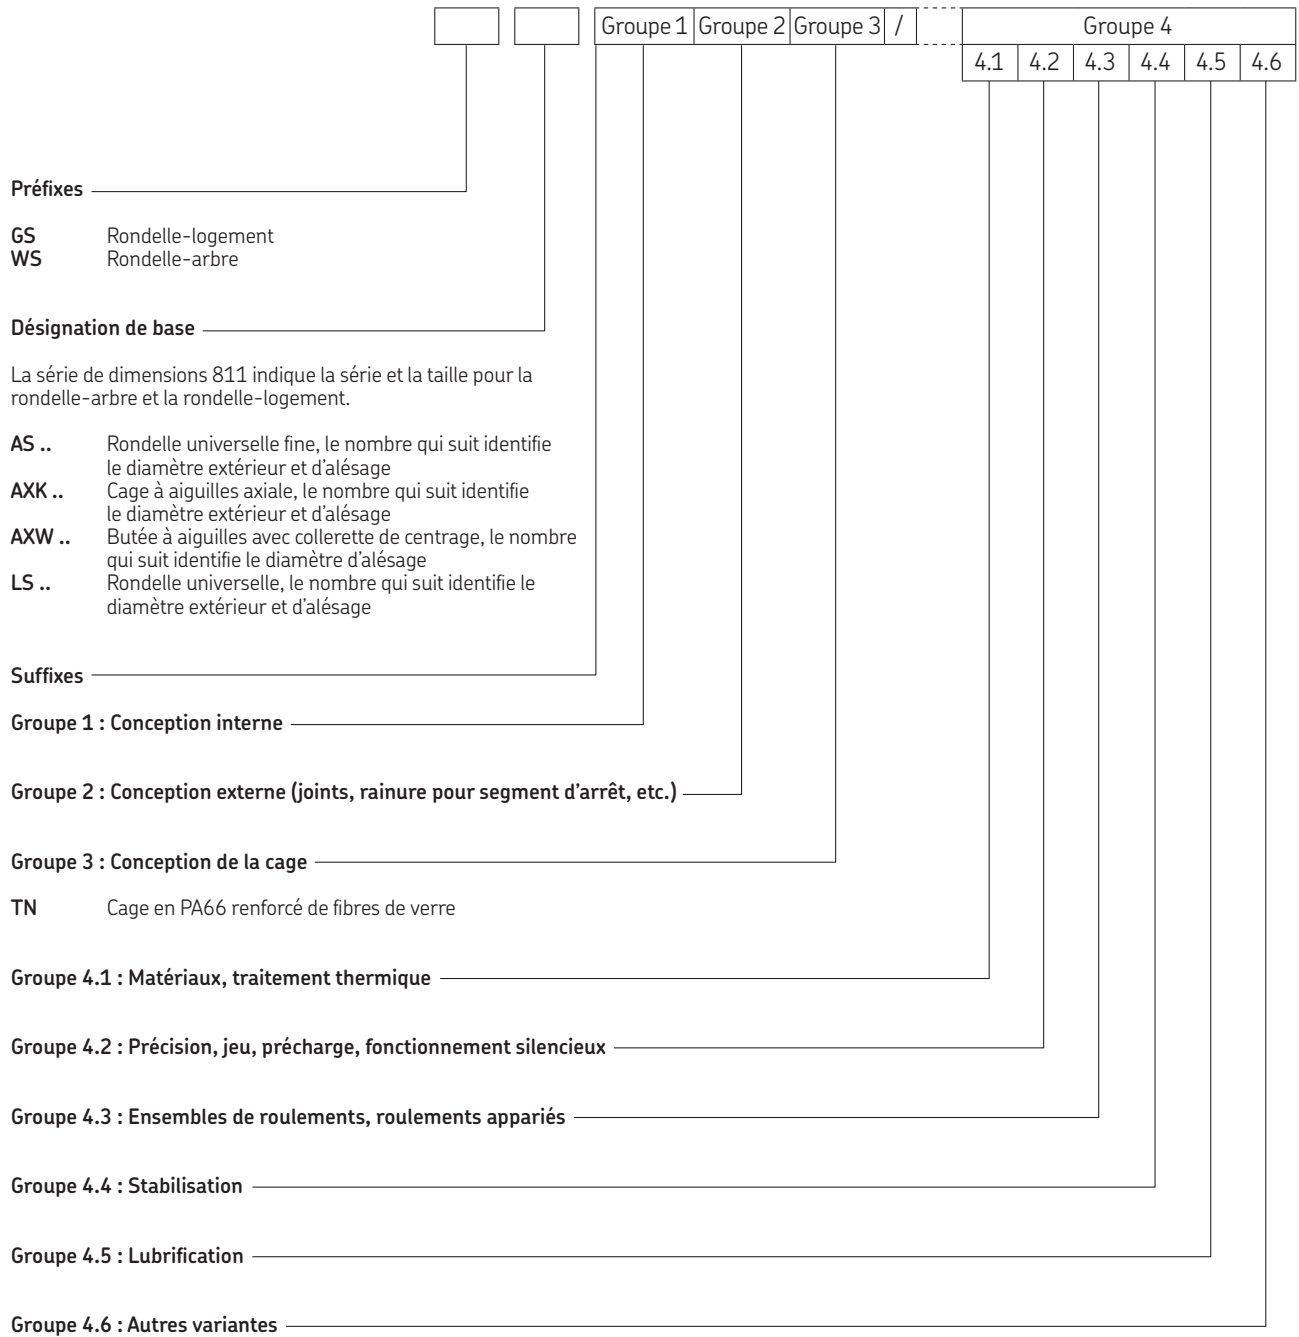 Groupe 1 Groupe 2 Groupe 3 / Groupe 4
4.1 4.2 4.3 4.4 4.5 4.6
Préfixes
GS Rondelle-logement
WS Rondelle-arbre
Désignation de base
La série de dimensions 811 indique la série et la taille pour la
rondelle-arbre et la rondelle-logement.
AS .. Rondelle universelle fine, le nombre qui suit identifie
le diamètre extérieur et d'alésage
AXK .. Cage à aiguilles axiale, le nombre qui suit identifie
le diamètre extérieur et d'alésage
AXW .. Butée à aiguilles avec collerette de centrage, le nombre
qui suit identifie le diamètre d'alésage
LS .. Rondelle universelle, le nombre qui suit identifie le
diamètre extérieur et d'alésage
Suffixes
Groupe 1 : Conception interne
Groupe 2 : Conception externe (joints, rainure pour segment d'arrêt, etc.)
Groupe 3 : Conception de la cage
TN Cage en PA66 renforcé de fibres de verre
Groupe 4.1 : Matériaux, traitement thermique
Groupe 4.2 : Précision, jeu, précharge, fonctionnement silencieux
Groupe 4.3 : Ensembles de roulements, roulements appariés
Groupe 4.4 : Stabilisation
Groupe 4.5 : Lubrification
Groupe 4.6 : Autres variantes